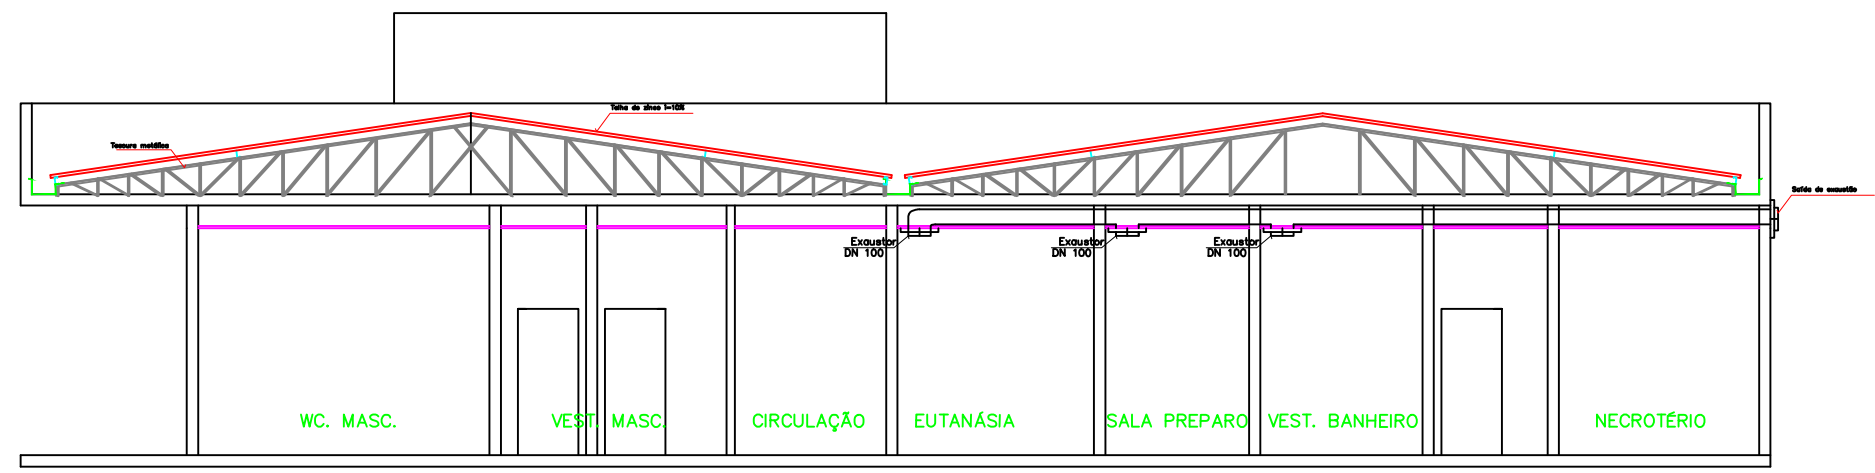 Telha de zinco i=10%
Tesoura metálica
Saída de exaustão
Exaustor
DN 100
Exaustor
DN 100
Exaustor
DN 100
WC. MASC.
VEST. MASC.
CIRCULAÇÃO
EUTANÁSIA
SALA PREPARO
VEST. BANHEIRO
NECROTÉRIO